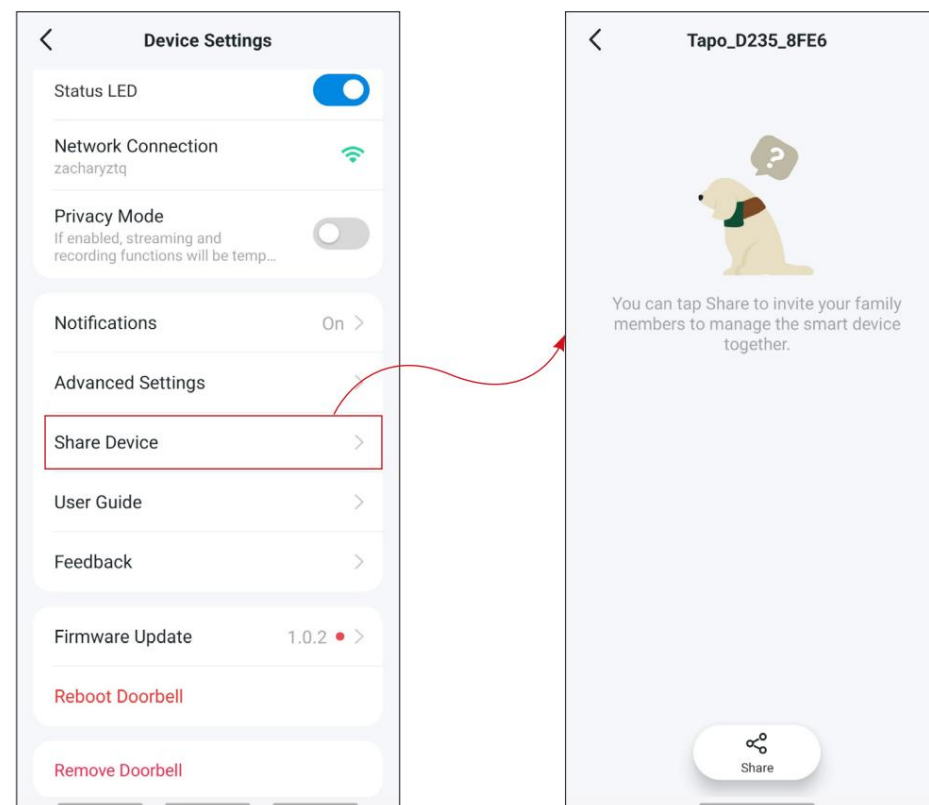 Device Settings
Status LED
Network Connection
zacharyztq
Privacy Mode
If enabled, streaming and
recording functions will be temp...
Notifications On
Advanced Settings
Share Device
User Guide
Feedback
Firmware Update 1.0.2
Reboot Doorbell
Remove Doorbell
Tapo_D235_8FE6
?
You can tap Share to invite your family
members to manage the smart device
together.
Share